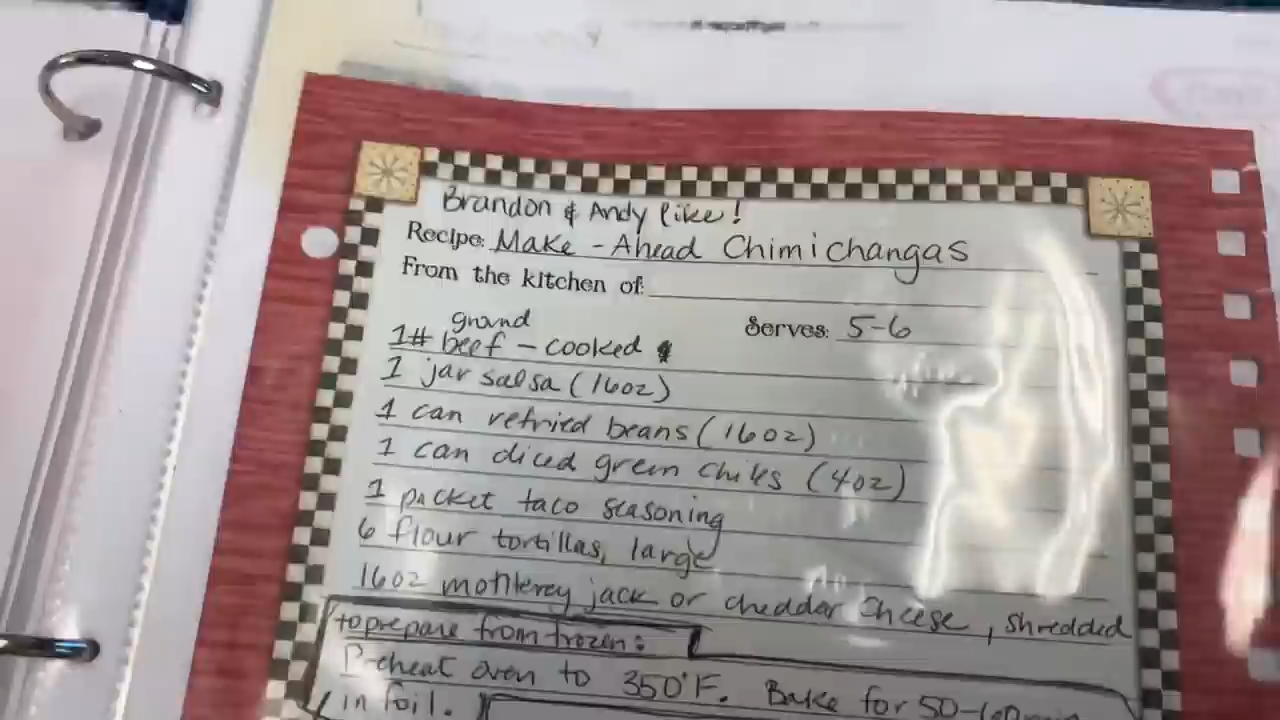 Brandon & Andy like!
Recipe: Make-Ahead Chimichangas
From the kitchen of:
Serves: 5-6
1# ground beef - cooked
1 jar salsa (16oz)
1 can refried beans (16oz)
1 can diced green chiles (4oz)
1 packet taco seasoning
6 flour tortillas, large
16oz monterey jack or cheddar cheese, shredded
to prepare from frozen:
Preheat oven to 350°F. Bake for 50-60
in foil.